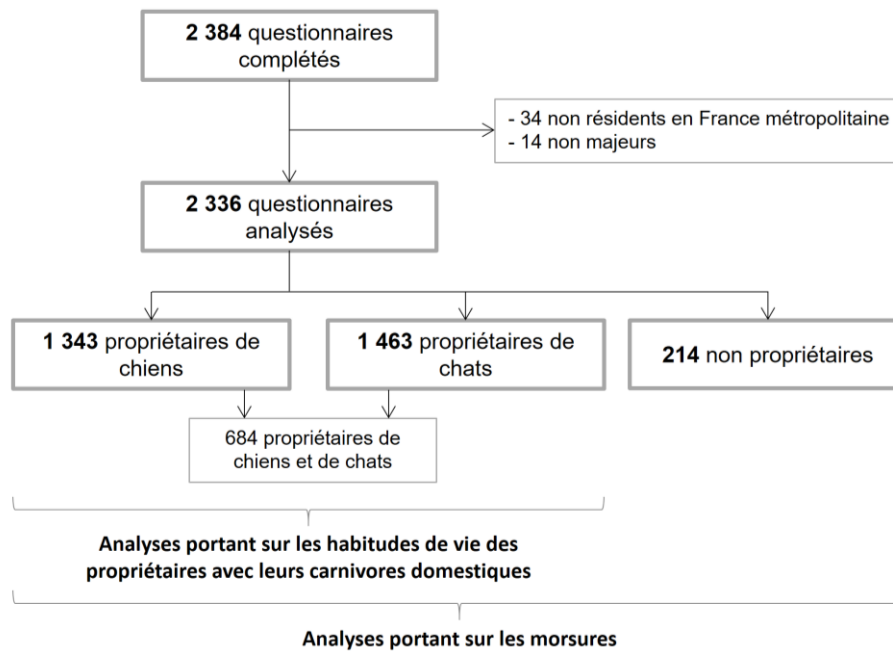 2 384 questionnaires
complétés
- 34 non résidents en France métropolitaine
- 14 non majeurs
2 336 questionnaires
analysés
1 343 propriétaires de
chiens
1 463 propriétaires de
chats
214 non propriétaires
684 propriétaires de
chiens et de chats
Analyses portant sur les habitudes de vie des
propriétaires avec leurs carnivores domestiques
Analyses portant sur les morsures